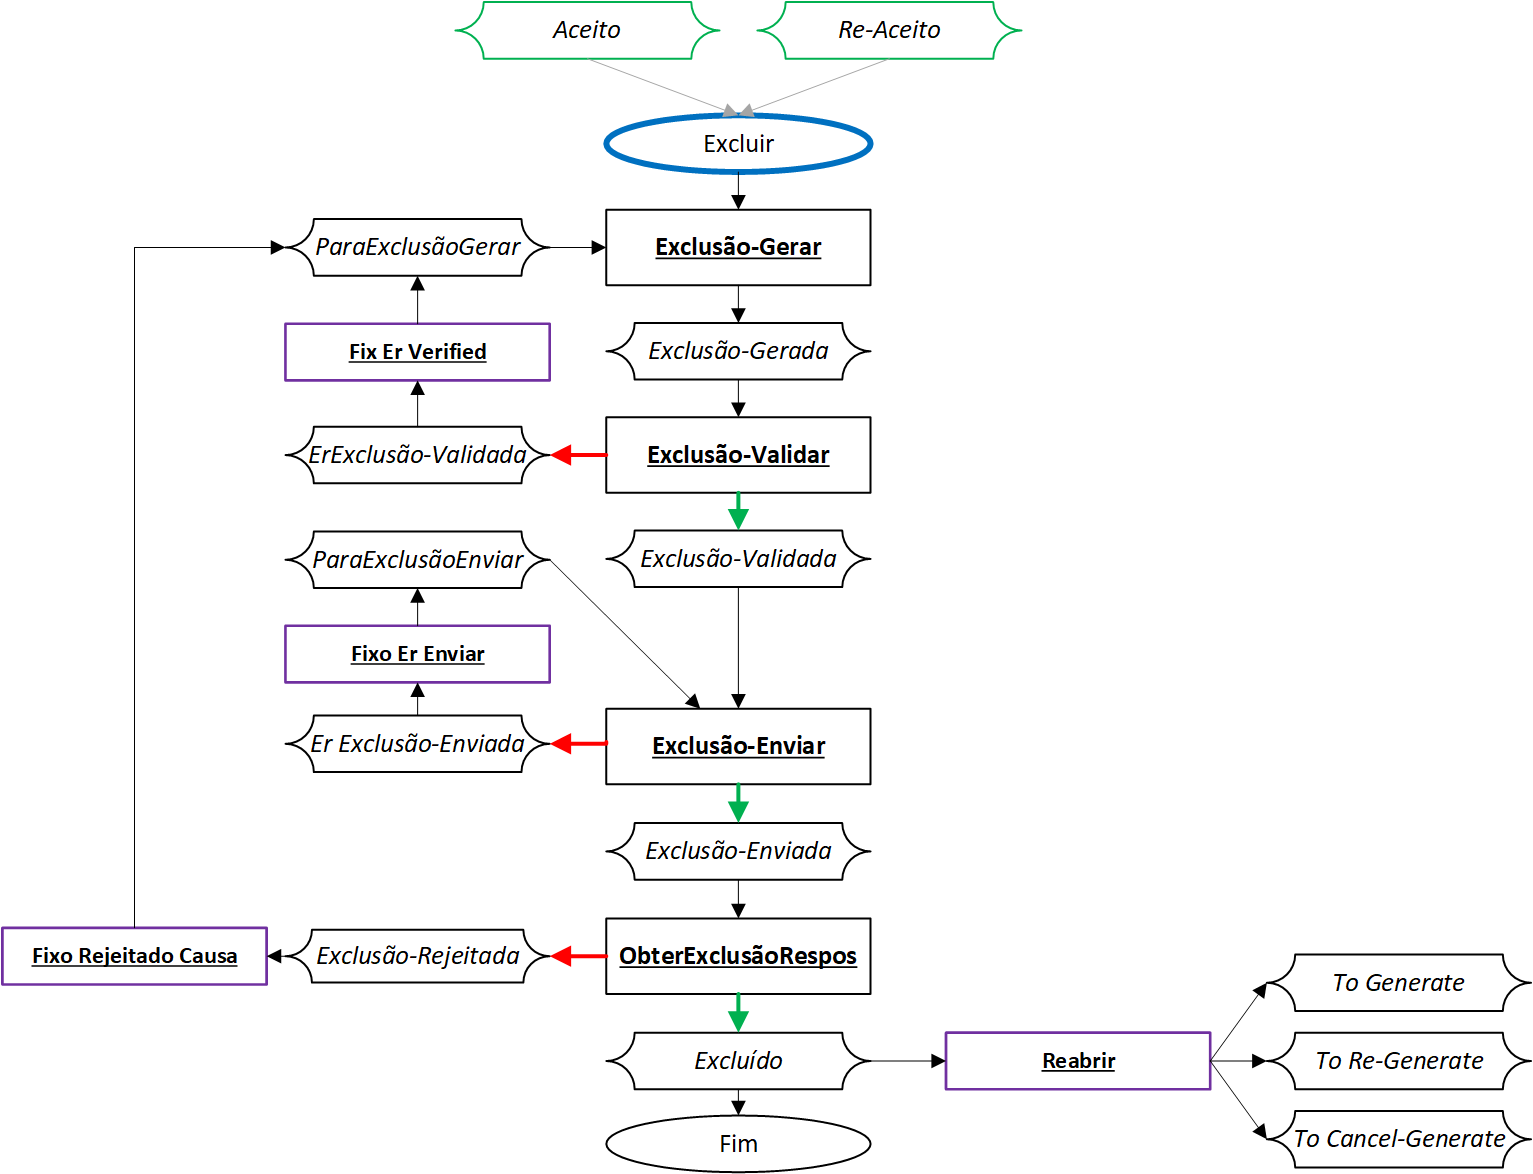 Aceito
Re-Aceito
Excluir
ParaExclusãoGerar
Exclusão-Gerar
Fix Er Verified
Exclusão-Gerada
ErExclusão-Validada
Exclusão-Validar
ParaExclusãoEnviar
Exclusão-Validada
Fixo Er Enviar
Er Exclusão-Enviada
Exclusão-Enviar
Exclusão-Enviada
Fixo Rejeitado Causa
Exclusão-Rejeitada
ObterExclusãoRespos
To Generate
Excluído
Reabrir
To Re-Generate
To Cancel-Generate
Fim